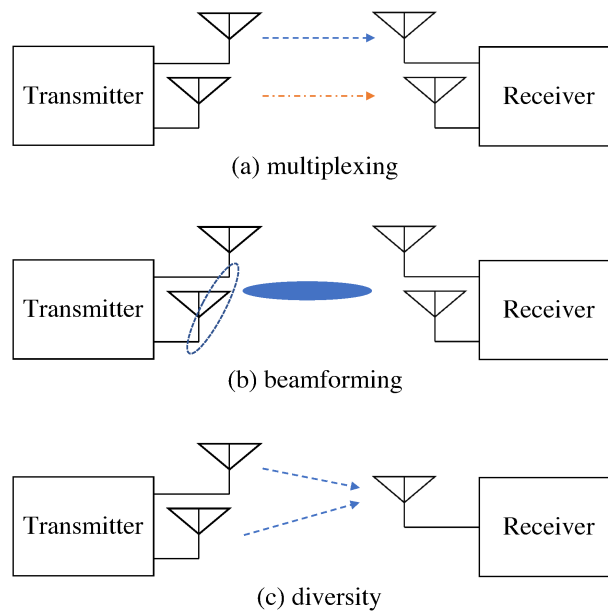 Transmitter
Receiver
(a) multiplexing
Transmitter
Receiver
(b) beamforming
Transmitter
Receiver
(c) diversity